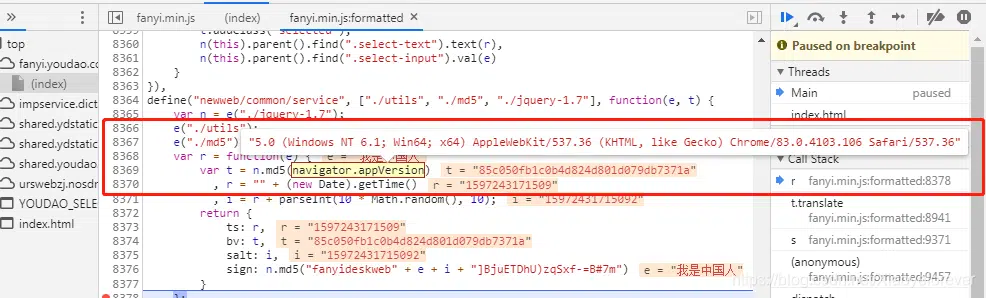 »
fanyi.min.js
(index)
fanyi.min.js:formatted ×
top
fanyi.youdao.co
(index)
impservice.dict
shared.ydstatic
shared.ydstatic
shared.youdao
urswebzj.nosdn
YOUDAO_SELE
index.html
8360 n(this).parent().find(".select-text").text(r),
8361 n(this).parent().find(".select-input").val(e)
8362 }
8363 }),
8364 define("newweb/common/service", ["./utils", "./md5", "./jquery-1.7"], function(e, t) {
8365 var n = e("./jquery-1.7");
8366 e("./utils");
8367 e("./md5")
"5.0 (Windows NT 6.1; Win64; x64) AppleWebKit/537.36 (KHTML, like Gecko) Chrome/83.0.4103.106 Safari/537.36"
8368 var r = function(e) { e = "我是中国人"
8369 var t = n.md5(navigator.appVersion) t = "85c050fb1c0b4d824d801d079db7371a"
8370 , r = "" + (new Date).getTime() r = "1597243171509"
8371 , i = r + parseInt(10 * Math.random(), 10); i = "15972431715092"
8372 return {
8373 ts: r, r = "1597243171509"
8374 bv: t, t = "85c050fb1c0b4d824d801d079db7371a"
8375 salt: i, i = "15972431715092"
8376 sign: n.md5("fanyideskweb" + e + i + "]BjuETDhU)zqSxf-=B#7m") e = "我是中国人"
8377 }
8378 };
Paused on breakpoint
Threads
Main paused
index.html
Call Stack
r fanyi.min.js:formatted:8378
t.translate
fanyi.min.js:formatted:8941
s fanyi.min.js:formatted:9371
(anonymous)
fanyi.min.js:formatted:9457